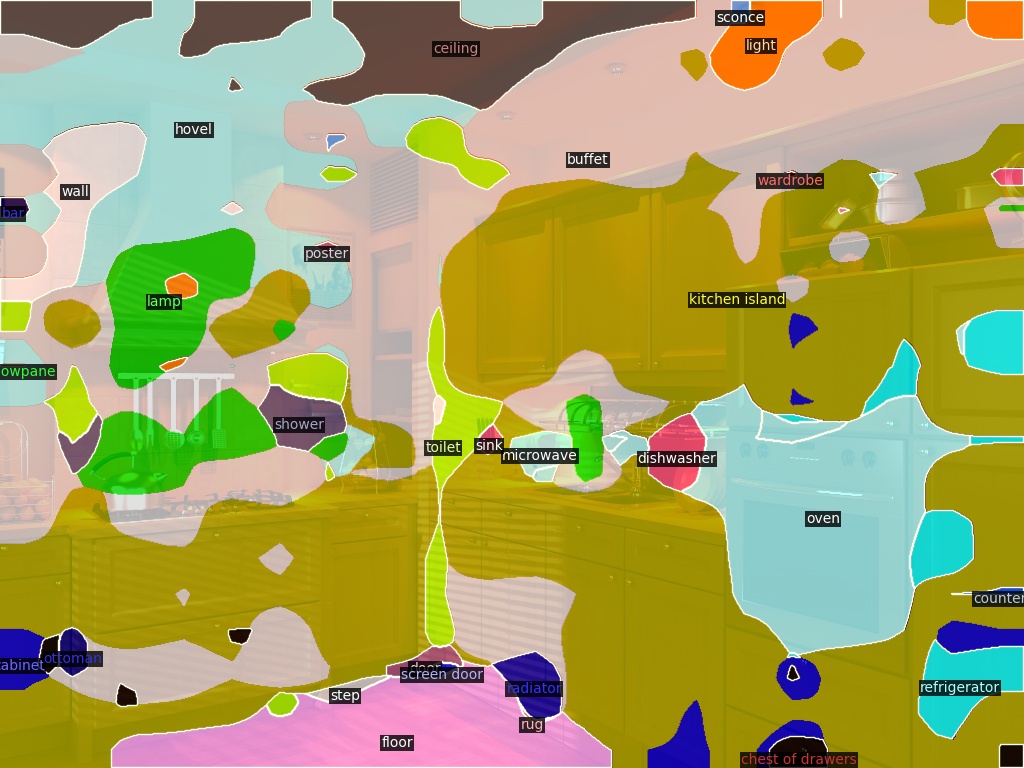 sconce
light
ceiling
hovel
buffet
wardrobe
wall
bar
poster
lamp
kitchen island
owpane
shower
toilet
sink
microwave
dishwasher
oven
counter
cabinet
ottoman
door
screen door
radiator
step
refrigerator
rug
floor
chest of drawers